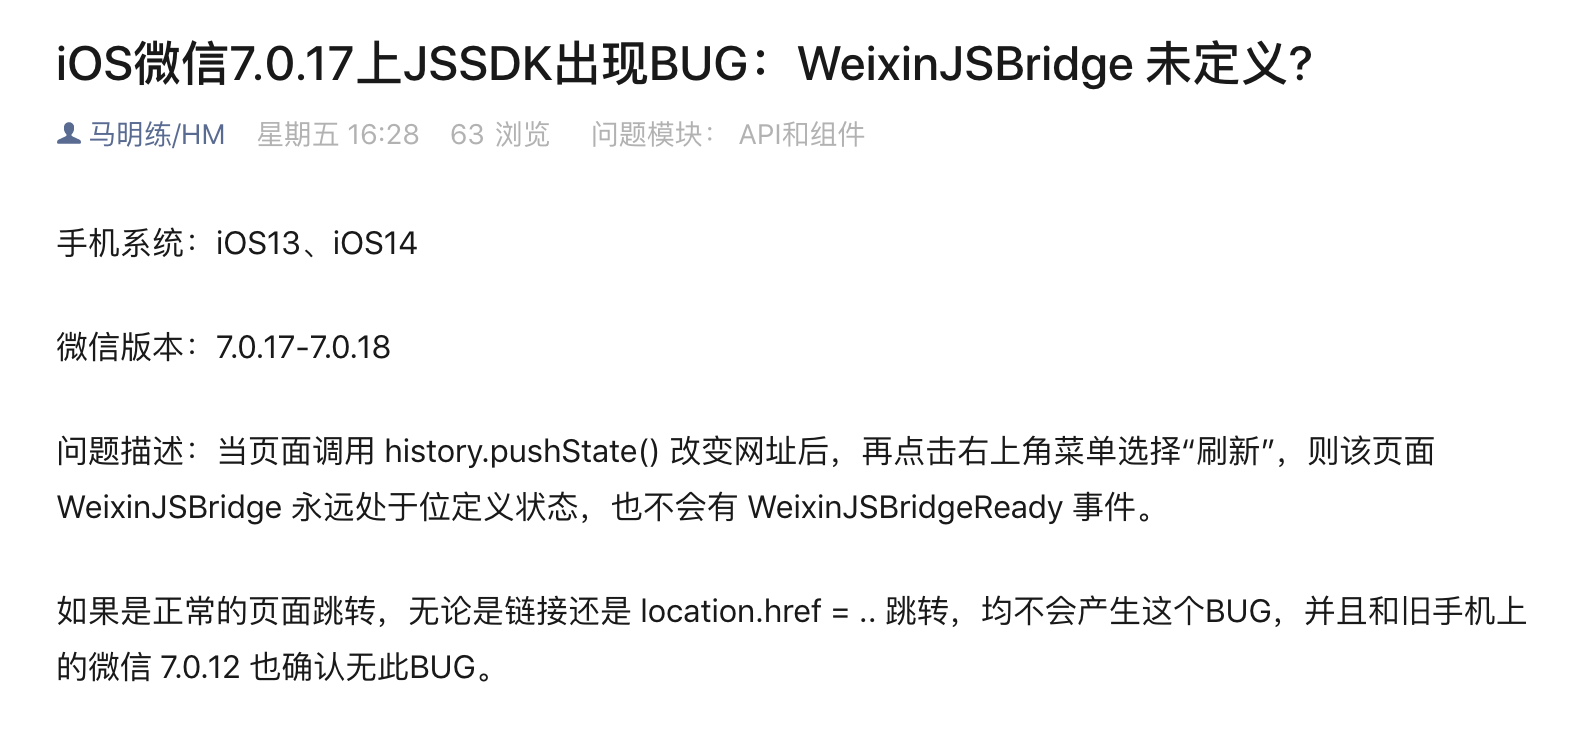 iOS微信7.0.17上JSSDK出现BUG：WeixinJSBridge 未定义?
马明练/HM 星期五 16:28 63 浏览 问题模块： API和组件
手机系统：iOS13、iOS14
微信版本：7.0.17-7.0.18
问题描述：当页面调用 history.pushState() 改变网址后，再点击右上角菜单选择“刷新”，则该页面
WeixinJSBridge 永远处于位定义状态，也不会有 WeixinJSBridgeReady 事件。
如果是正常的页面跳转，无论是链接还是 location.href = .. 跳转，均不会产生这个BUG，并且和旧手机上
的微信 7.0.12 也确认无此BUG。